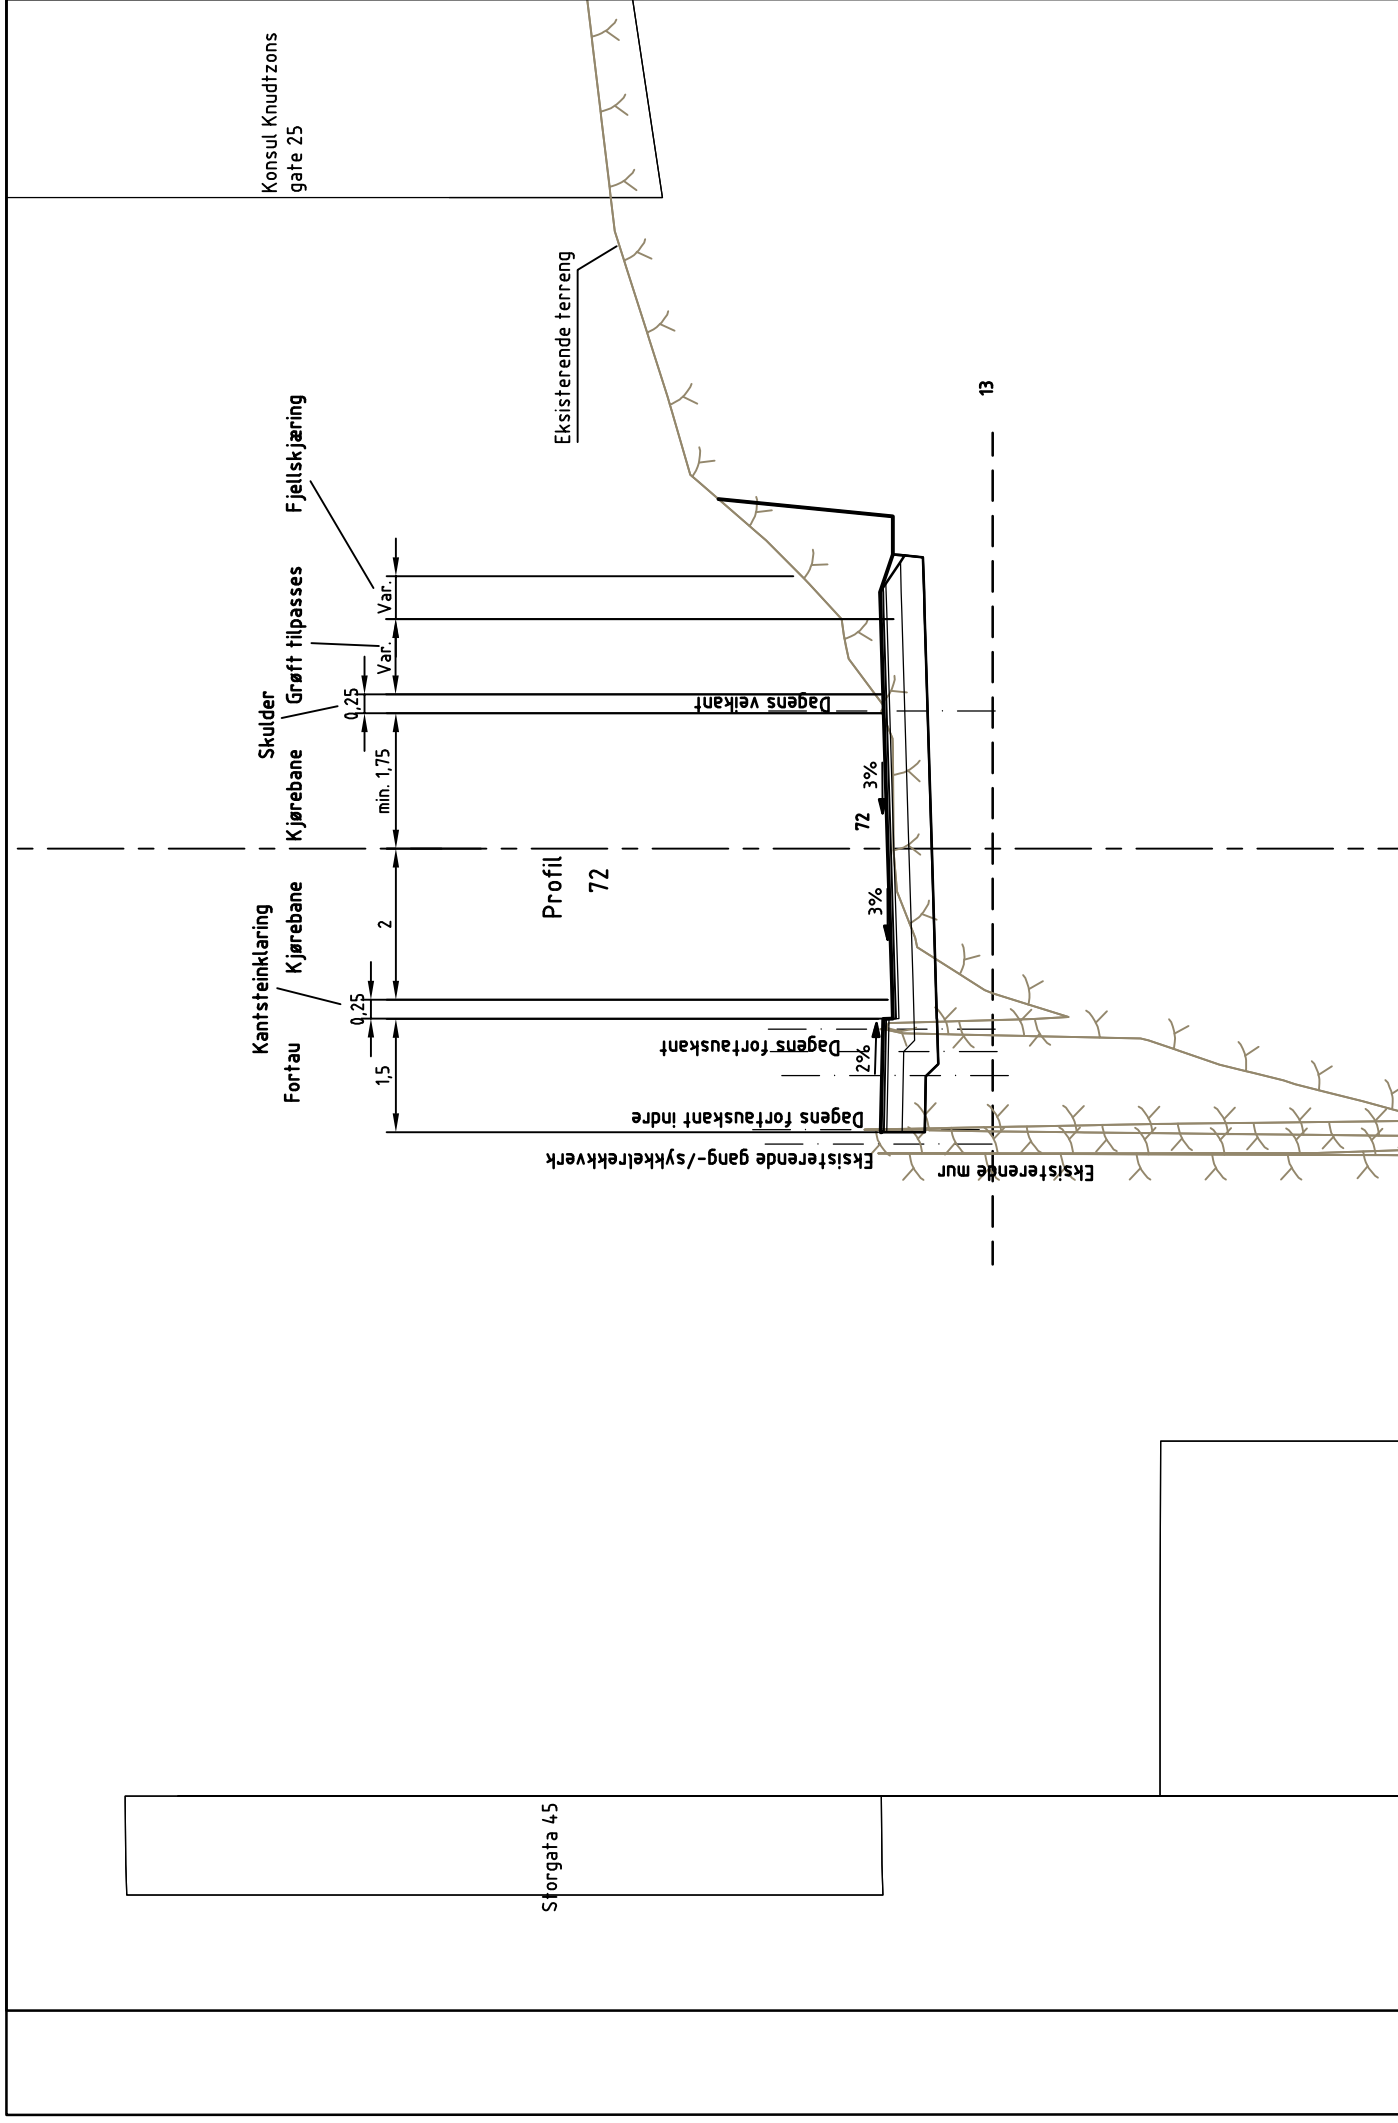 Konsul Knudtzons
gate 25
Eksisterende terreng
Fjellskjæring
Grøft tilpasses
Skulder
Kjørebane
Kjørebane
Kantsteinklaring
Fortau
Var.
Var.
0,25
min. 1,75
2
0,25
1,5
Profil
72
Dagens veikant
3%
72
3%
2%
Dagens fortauskant
Dagens fortauskant indre
Eksisterende gang-/sykkelrekkverk
Eksisterende mur
13
Storgata 45